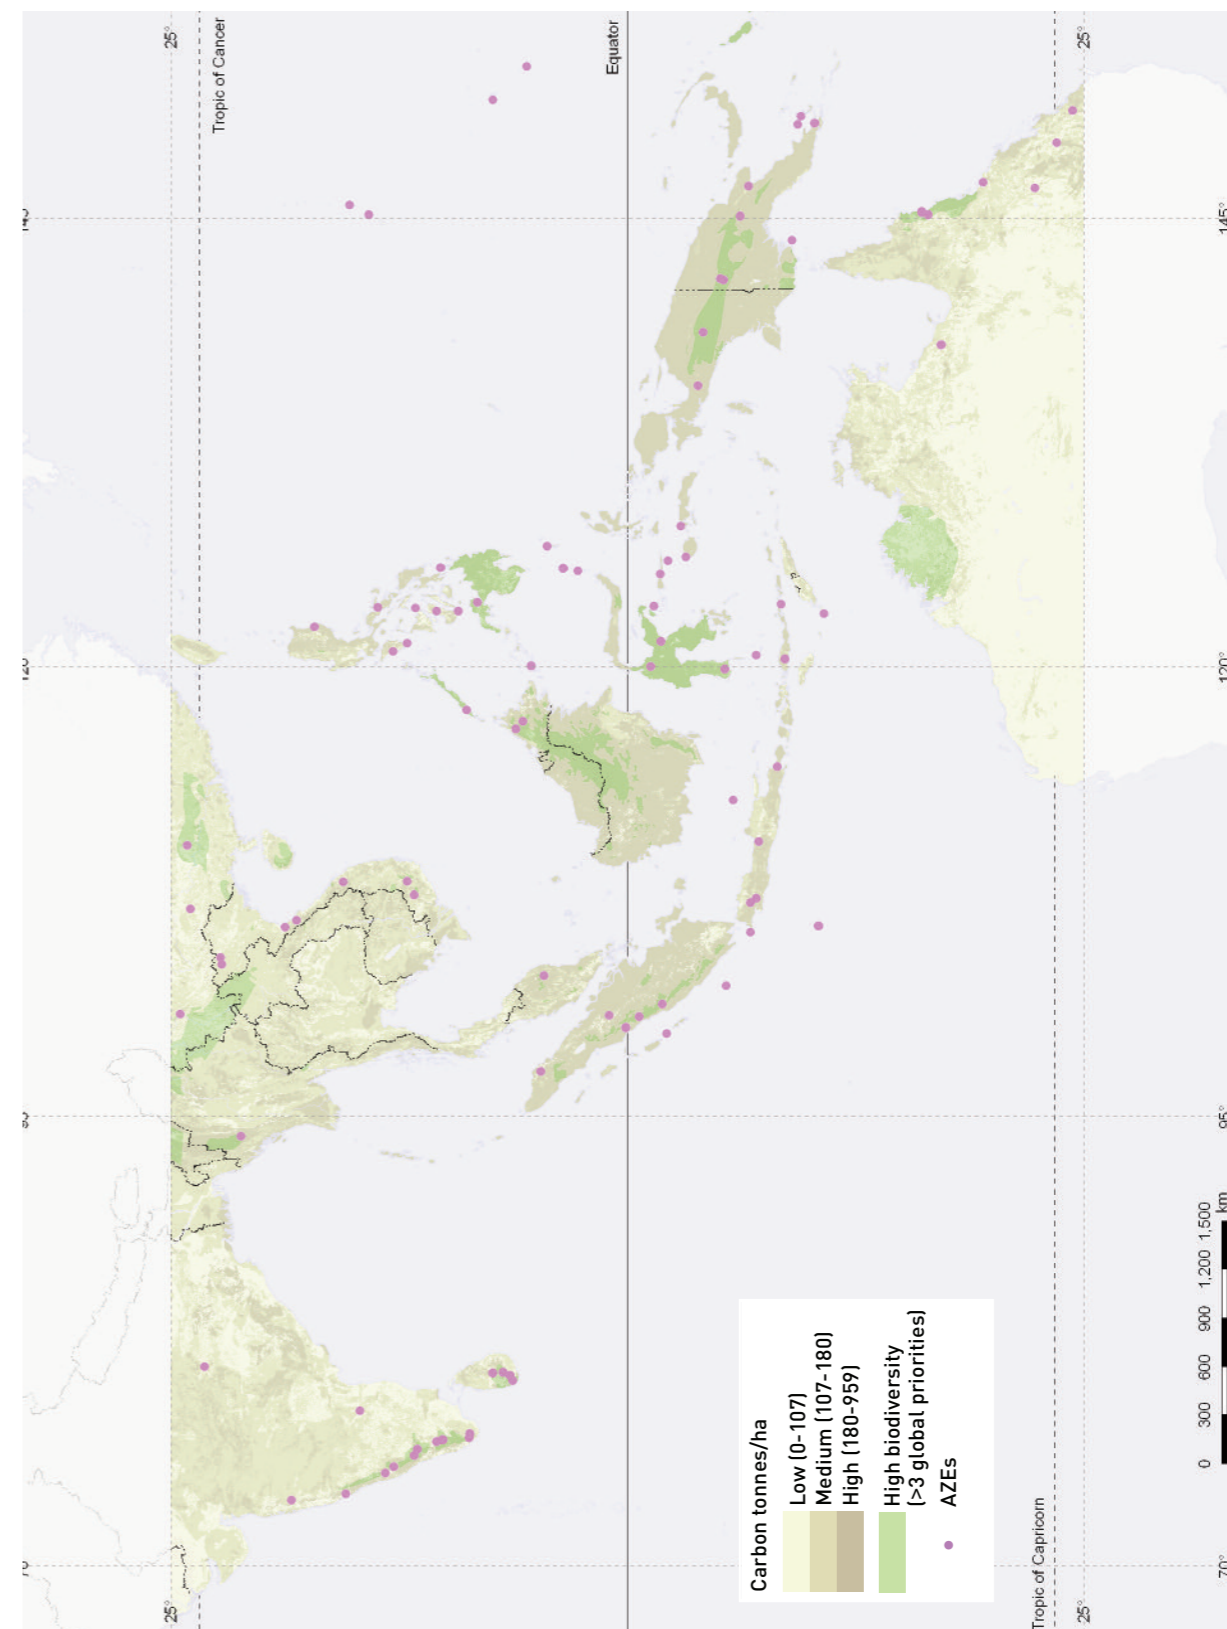 25°
25°
Tropic of Cancer
Equator
Carbon tonnes/ha
Low (0-107)
Medium (107-180)
High (180-959)
High biodiversity
(>3 global priorities)
AZEs
Tropic of Capricorn
25°
25°
0 300 600 900 1,200 1,500
km
70° 95° 120° 145°